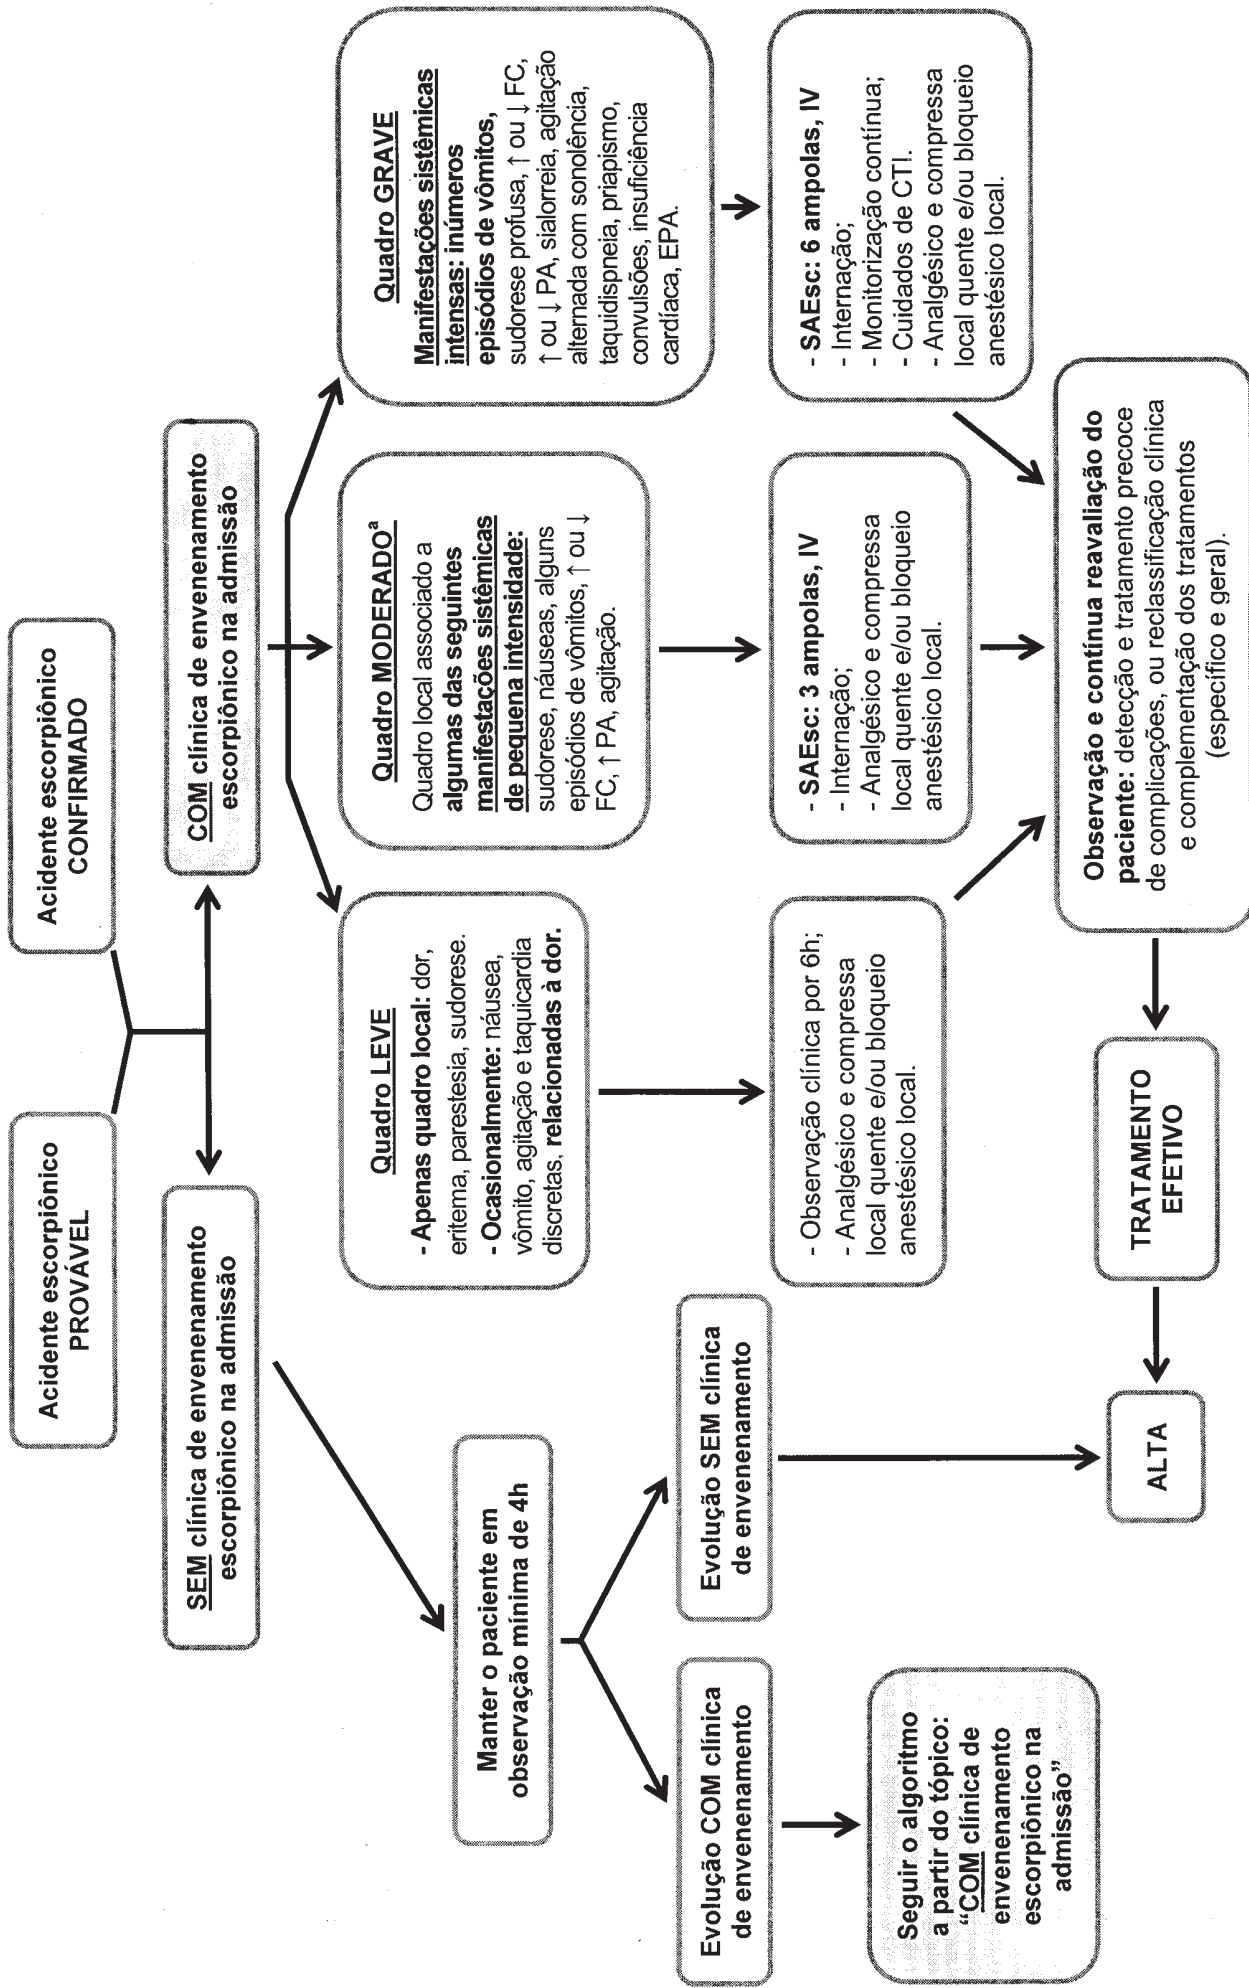 Acidente escorpiônico
PROVÁVEL
Acidente escorpiônico
CONFIRMADO
SEM clínica de envenenamento
escorpiônico na admissão
COM clínica de envenenamento
escorpiônico na admissão
Manter o paciente em
observação mínima de 4h
Evolução COM clínica
de envenenamento
Evolução SEM clínica
de envenenamento
Seguir o algoritmo
a partir do tópico:
“COM clínica de
envenenamento
escorpiônico na
admissão”
Quadro LEVE
- Apenas quadro local: dor,
eritema, parestesia, sudorese.
- Ocasionalmente: náusea,
vômito, agitação e taquicardia
discretas, relacionadas à dor.
Quadro MODERADOª
Quadro local associado a
algumas das seguintes
manifestações sistêmicas
de pequena intensidade:
sudorese, náuseas, alguns
episódios de vômitos, ↑ ou ↓
FC, ↑ PA, agitação.
Quadro GRAVE
Manifestações sistêmicas
intensas: inúmeros
episódios de vômitos,
sudorese profusa, ↑ ou ↓ FC,
↑ ou ↓ PA, sialorreia, agitação
alternada com sonolência,
taquidispneia, priapismo,
convulsões, insuficiência
cardíaca, EPA.
- Observação clínica por 6h;
- Analgésico e compressa
local quente e/ou bloqueio
anestésico local.
- SAEsc: 3 ampolas, IV
- Internação;
- Analgésico e compressa
local quente e/ou bloqueio
anestésico local.
- SAEsc: 6 ampolas, IV
- Internação;
- Monitorização contínua;
- Cuidados de CTI.
- Analgésico e compressa
local quente e/ou bloqueio
anestésico local.
Observação e contínua reavaliação do
paciente: detecção e tratamento precoce
de complicações, ou reclassificação clínica
e complementação dos tratamentos
(específico e geral).
TRATAMENTO
EFETIVO
ALTA